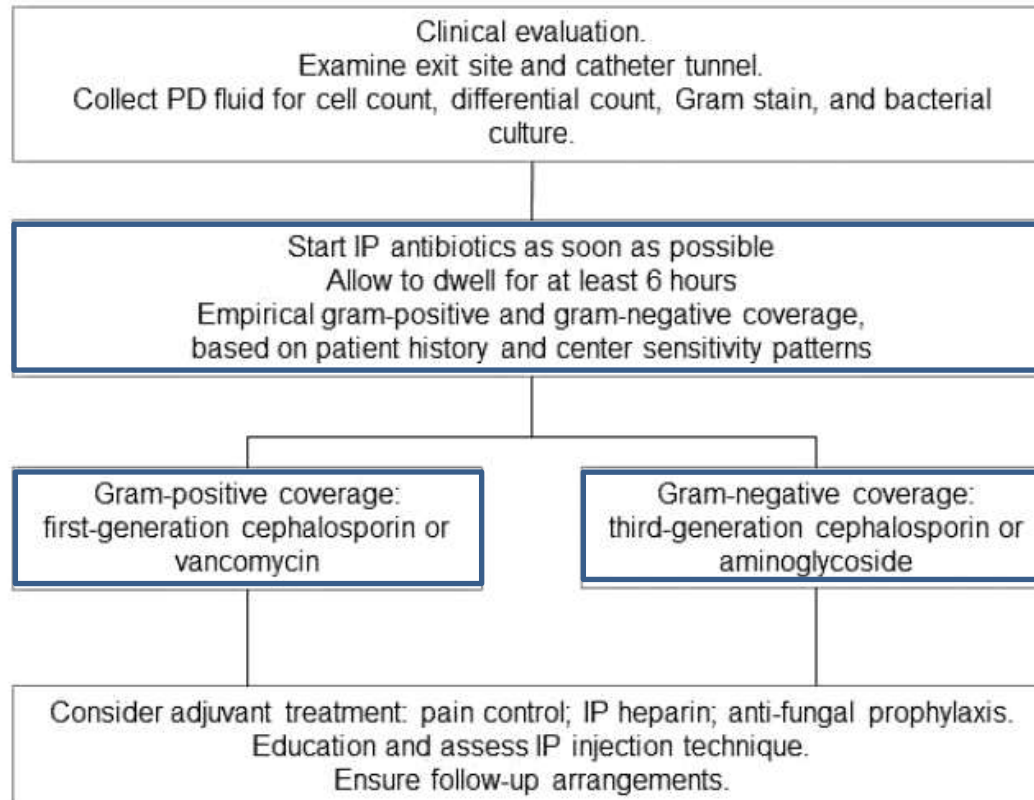 Clinical evaluation.
Examine exit site and catheter tunnel.
Collect PD fluid for cell count, differential count, Gram stain, and bacterial
culture.
Start IP antibiotics as soon as possible
Allow to dwell for at least 6 hours
Empirical gram-positive and gram-negative coverage,
based on patient history and center sensitivity patterns
Gram-positive coverage:
first-generation cephalosporin or
vancomycin
Gram-negative coverage:
third-generation cephalosporin or
aminoglycoside
Consider adjuvant treatment: pain control; IP heparin; anti-fungal prophylaxis.
Education and assess IP injection technique.
Ensure follow-up arrangements.